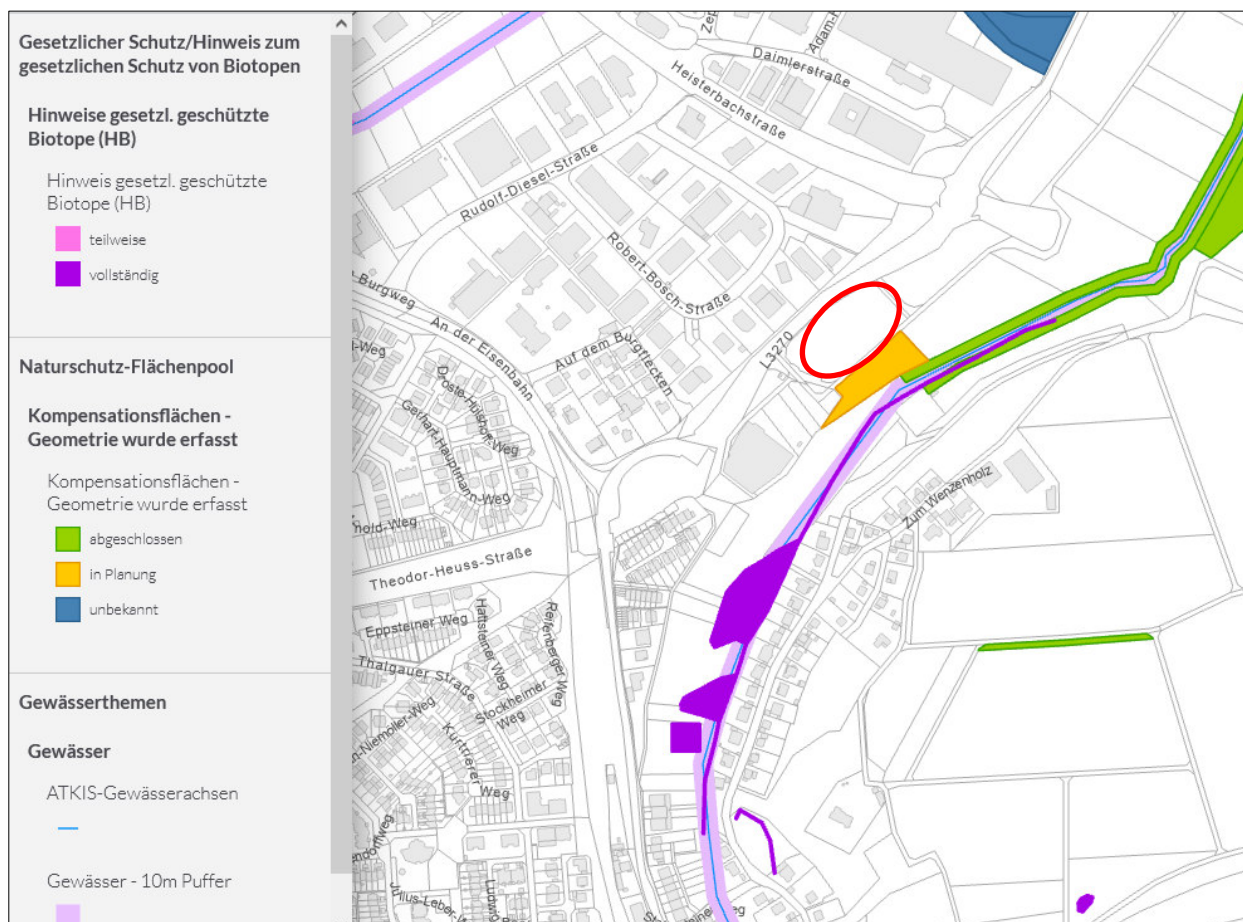 Gesetzlicher Schutz/Hinweis zum
gesetzlichen Schutz von Biotopen
Hinweise gesetzl. geschützte
Biotope (HB)
Hinweis gesetzl. geschützte
Biotope (HB)
teilweise
vollständig
Naturschutz-Flächenpool
Kompensationsflächen -
Geometrie wurde erfasst
Kompensationsflächen -
Geometrie wurde erfasst
abgeschlossen
in Planung
unbekannt
Gewässerthemen
Gewässer
ATKIS-Gewässerachsen
Gewässer - 10m Puffer
Daimlerstraße
Heisterbachstraße
Rudolf-Diesel-Straße
Robert-Bosch-Straße
Burgweg
An der Eisenbahn
Auf dem Burgflecken
L3270
Droste-Hülshoff-Weg
Gerhart-Hauptmann-Weg
Zum Wenzenholz
Theodor-Heuss-Straße
Eppsteiner Weg
Hattsteiner Weg
Reifenberger Weg
Thalgauer Straße
Stockheimer
Weg
Kurtrierer
Weg
Julius-Leber-Weg